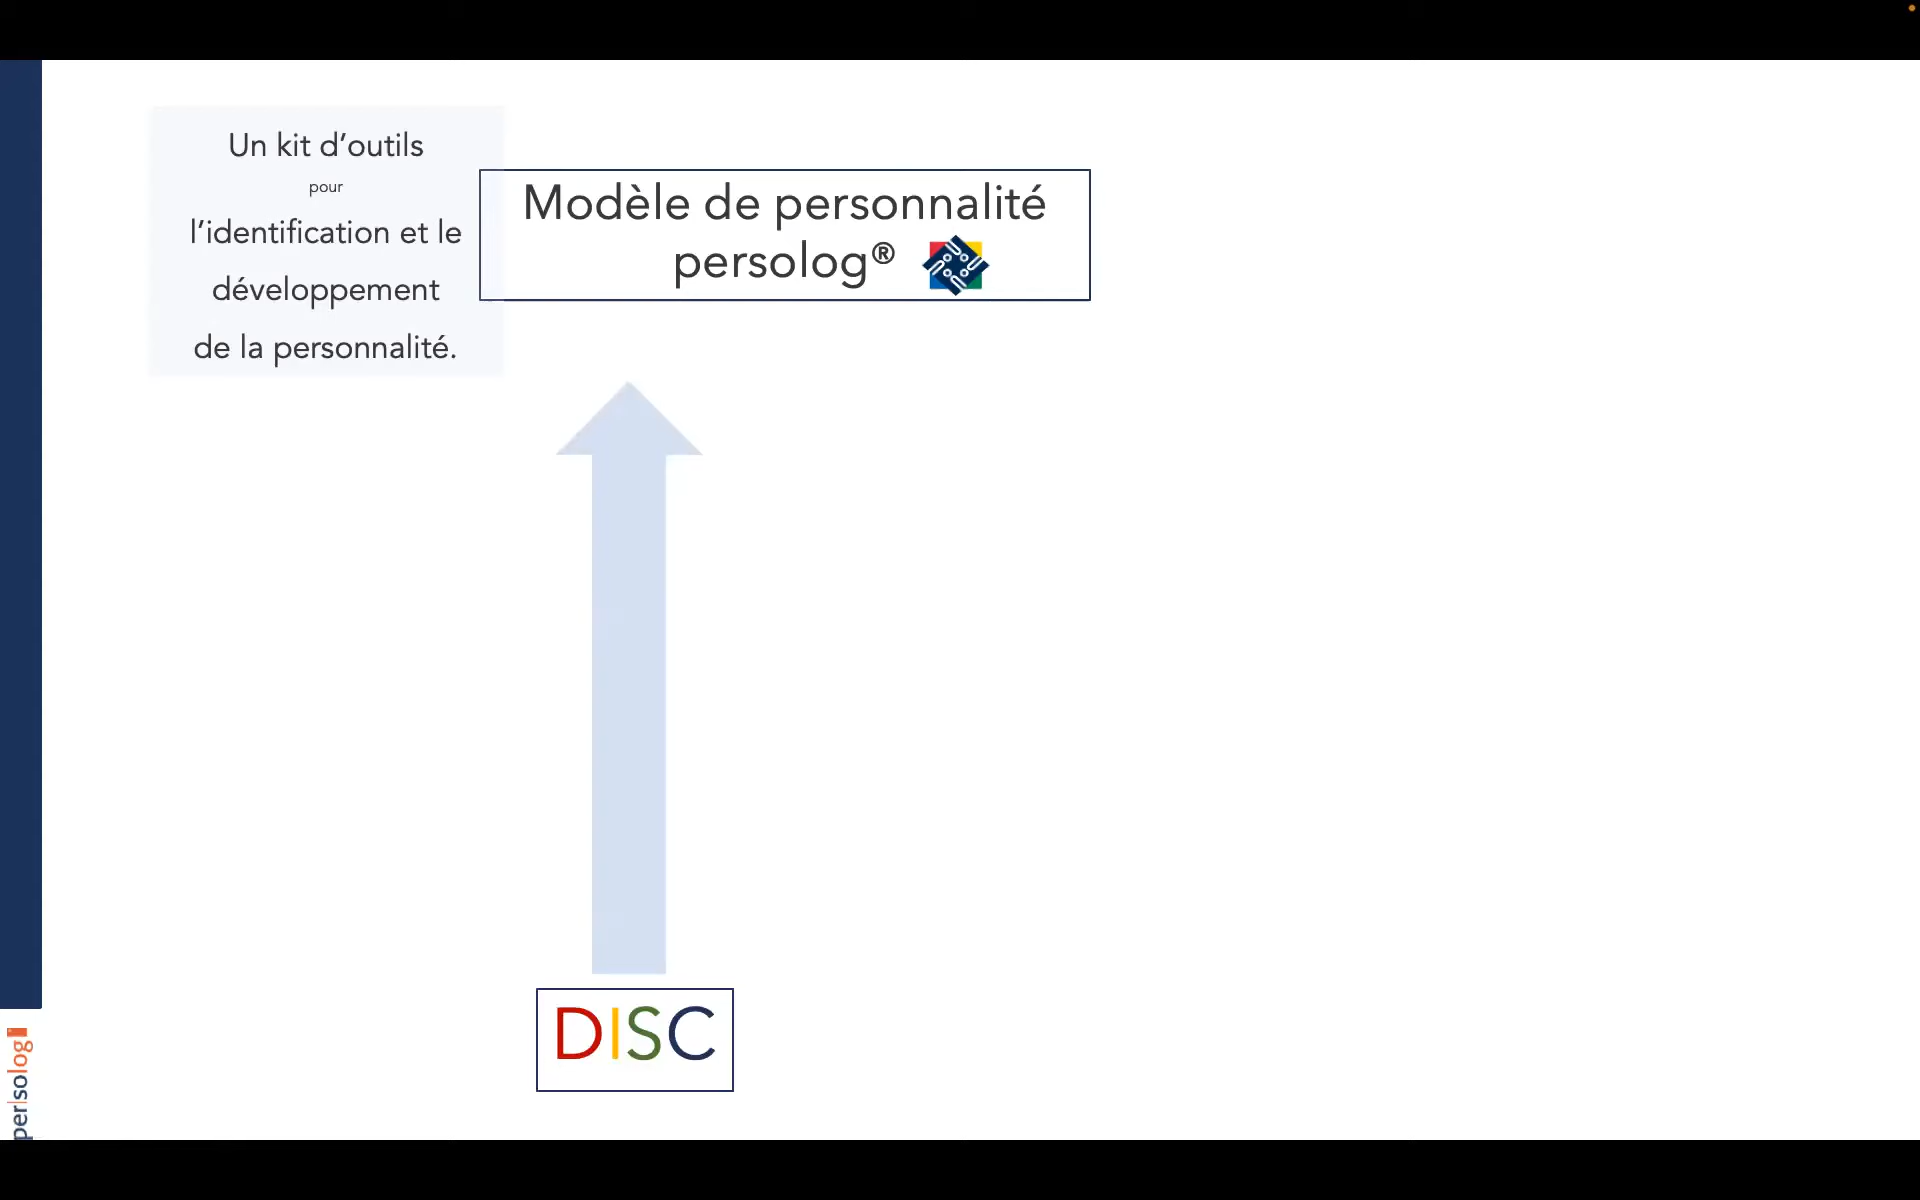 Un kit d’outils
pour
l’identification et le
développement
de la personnalité.
Modèle de personnalité
persolog®
DISC
persolog